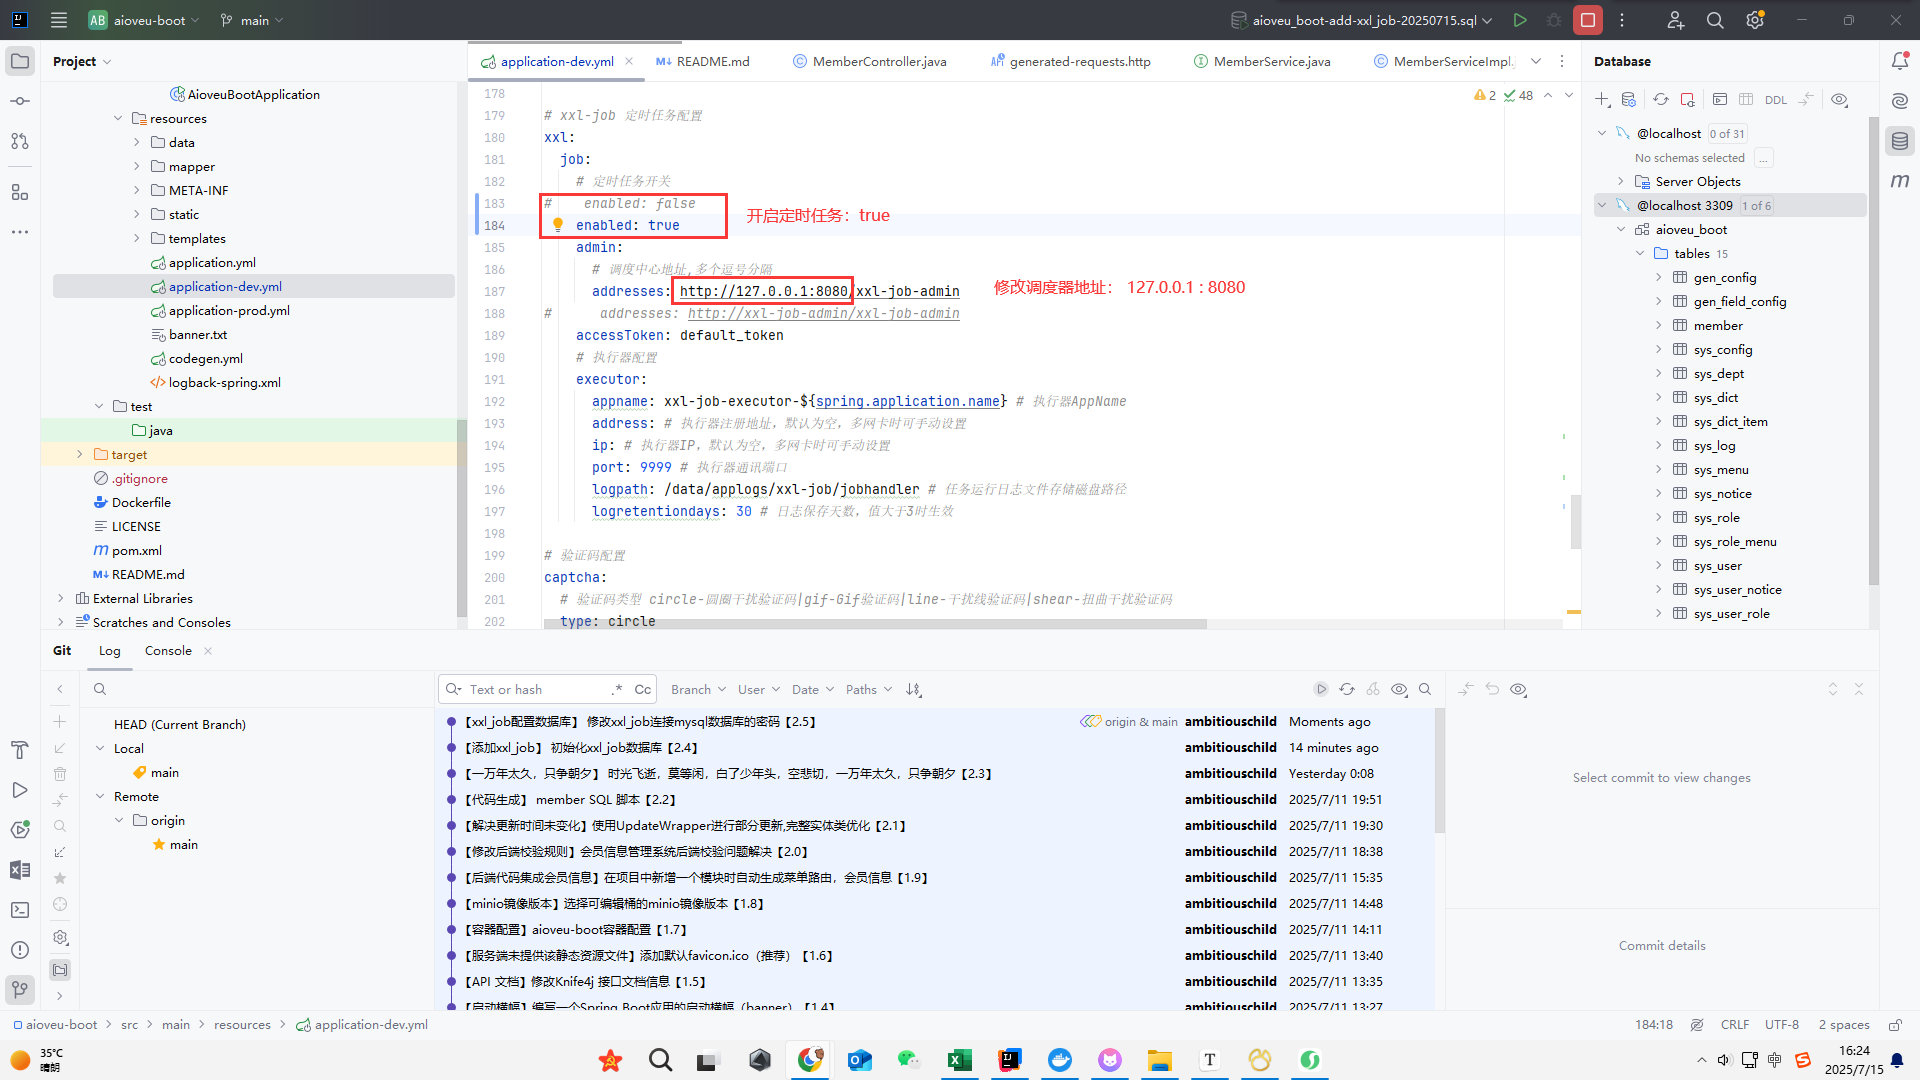 AB aioveu-boot
main
aioveu_boot-add-xxl_job-20250715.sql
Project
AioveuBootApplication
resources
data
mapper
META-INF
static
templates
application.yml
application-dev.yml
application-prod.yml
banner.txt
codegen.yml
logback-spring.xml
test
java
target
.gitignore
Dockerfile
LICENSE
pom.xml
README.md
External Libraries
Scratches and Consoles
application-dev.yml
README.md
MemberController.java
generated-requests.http
MemberService.java
MemberServiceImpl.j
2 48
178
179 # xxl-job 定时任务配置
180 xxl:
181 job:
182 # 定时任务开关
183 # enabled: false
184 enabled: true
开启定时任务：true
185 admin:
186 # 调度中心地址,多个逗号分隔
187 addresses: http://127.0.0.1:8080/xxl-job-admin
修改调度器地址： 127.0.0.1 : 8080
188 # addresses: http://xxl-job-admin/xxl-job-admin
189 accessToken: default_token
190 # 执行器配置
191 executor:
192 appname: xxl-job-executor-${spring.application.name} # 执行器AppName
193 address: # 执行器注册地址，默认为空，多网卡时可手动设置
194 ip: # 执行器IP，默认为空，多网卡时可手动设置
195 port: 9999 # 执行器通讯端口
196 logpath: /data/applogs/xxl-job/jobhandler # 任务运行日志文件存储磁盘路径
197 logretentiondays: 30 # 日志保存天数，值大于3时生效
198
199 # 验证码配置
200 captcha:
201 # 验证码类型 circle-圆圈干扰验证码|gif-Gif验证码|line-干扰线验证码|shear-扭曲干扰验证码
202 type: circle
Database
DDL
@localhost 0 of 31
No schemas selected ...
Server Objects
@localhost 3309 1 of 6
aioveu_boot
tables 15
gen_config
gen_field_config
member
sys_config
sys_dept
sys_dict
sys_dict_item
sys_log
sys_menu
sys_notice
sys_role
sys_role_menu
sys_user
sys_user_notice
sys_user_role
Git Log Console
HEAD (Current Branch)
Local
main
Remote
origin
main
Text or hash .* Cc Branch User Date Paths
【xxl_job配置数据库】 修改xxl_job连接mysql数据库的密码【2.5】 origin & main ambitiouschild Moments ago
【添加xxl_job】 初始化xxl_job数据库【2.4】 ambitiouschild 14 minutes ago
【一万年太久，只争朝夕】 时光飞逝，莫等闲，白了少年头，空悲切，一万年太久，只争朝夕【2.3】 ambitiouschild Yesterday 0:08
【代码生成】 member SQL 脚本【2.2】 ambitiouschild 2025/7/11 19:51
【解决更新时间未变化】使用UpdateWrapper进行部分更新,完整实体类优化【2.1】 ambitiouschild 2025/7/11 19:30
【修改后端校验规则】会员信息管理系统后端校验问题解决【2.0】 ambitiouschild 2025/7/11 18:38
【后端代码集成会员信息】在项目中新增一个模块时自动生成菜单路由，会员信息【1.9】 ambitiouschild 2025/7/11 15:35
【minio镜像版本】选择可编辑桶的minio镜像版本【1.8】 ambitiouschild 2025/7/11 14:48
【容器配置】aioveu-boot容器配置【1.7】 ambitiouschild 2025/7/11 14:11
【服务端未提供该静态资源文件】添加默认favicon.ico（推荐）【1.6】 ambitiouschild 2025/7/11 13:40
【API 文档】修改Knife4j 接口文档信息【1.5】 ambitiouschild 2025/7/11 13:35
【启动横幅】编写一个Spring Boot应用的启动横幅（banner）【1.4】 ambitiouschild 2025/7/11 13:27
Select commit to view changes
Commit details
aioveu-boot src main resources application-dev.yml
184:18 CRLF UTF-8 2 spaces
35°C
晴朗
中
16:24
2025/7/15